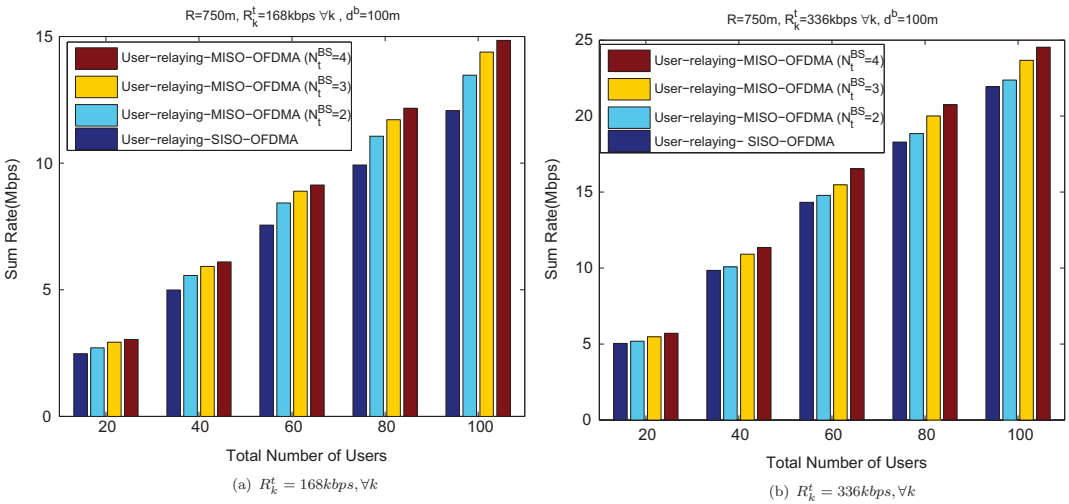 R=750m, R_k^t=168kbps ∀k , d^b=100m
15
10
5
0
Sum Rate(Mbps)
User-relaying-MISO-OFDMA (N_t^BS=4)
User-relaying-MISO-OFDMA (N_t^BS=3)
User-relaying-MISO-OFDMA (N_t^BS=2)
User-relaying-SISO-OFDMA
20 40 60 80 100
Total Number of Users
(a) R_k^t = 168kbps, ∀k
R=750m, R_k^t=336kbps ∀k, d^b=100m
25
20
15
10
5
0
Sum Rate(Mbps)
User-relaying-MISO-OFDMA (N_t^BS=4)
User-relaying-MISO-OFDMA (N_t^BS=3)
User-relaying-MISO-OFDMA (N_t^BS=2)
User-relaying- SISO-OFDMA
20 40 60 80 100
Total Number of Users
(b) R_k^t = 336kbps, ∀k